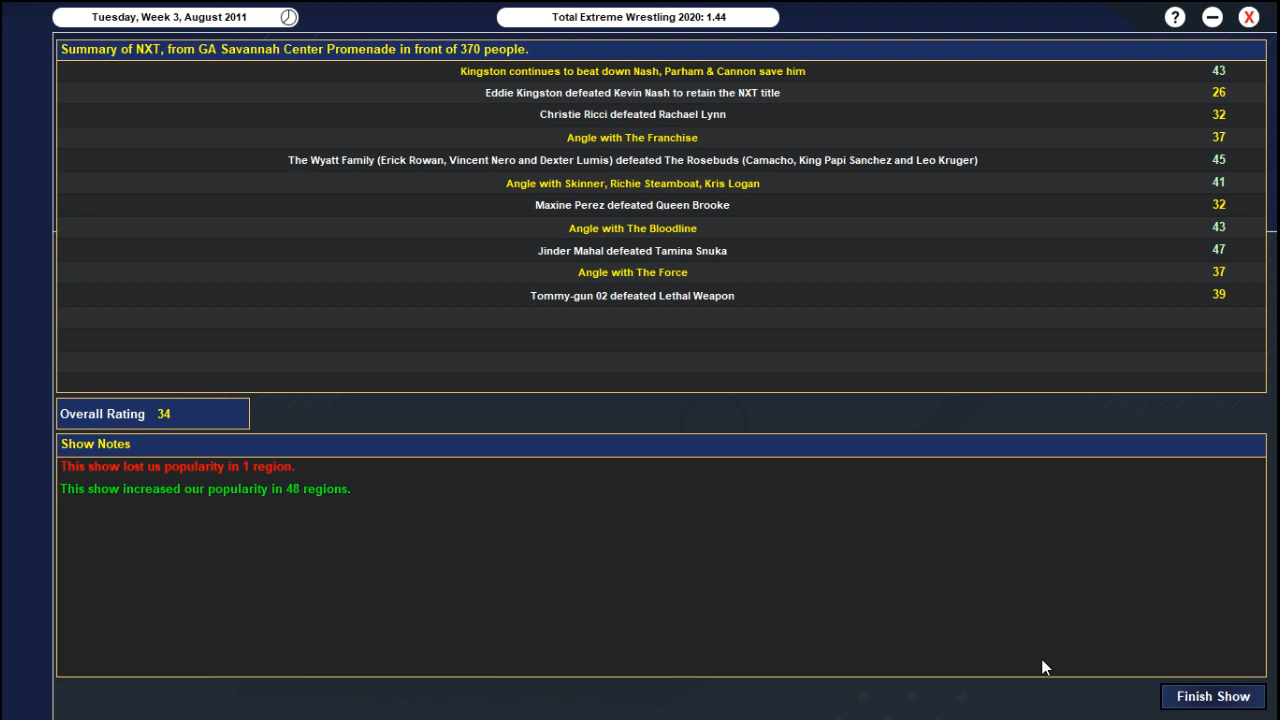 Tuesday, Week 3, August 2011
Total Extreme Wrestling 2020: 1.44
? X
Summary of NXT, from GA Savannah Center Promenade in front of 370 people.
Kingston continues to beat down Nash, Parham & Cannon save him 43
Eddie Kingston defeated Kevin Nash to retain the NXT title 26
Christie Ricci defeated Rachael Lynn 32
Angle with The Franchise 37
The Wyatt Family (Erick Rowan, Vincent Nero and Dexter Lumis) defeated The Rosebuds (Camacho, King Papi Sanchez and Leo Kruger) 45
Angle with Skinner, Richie Steamboat, Kris Logan 41
Maxine Perez defeated Queen Brooke 32
Angle with The Bloodline 43
Jinder Mahal defeated Tamina Snuka 47
Angle with The Force 37
Tommy-gun 02 defeated Lethal Weapon 39
Overall Rating 34
Show Notes
This show lost us popularity in 1 region.
This show increased our popularity in 48 regions.
Finish Show